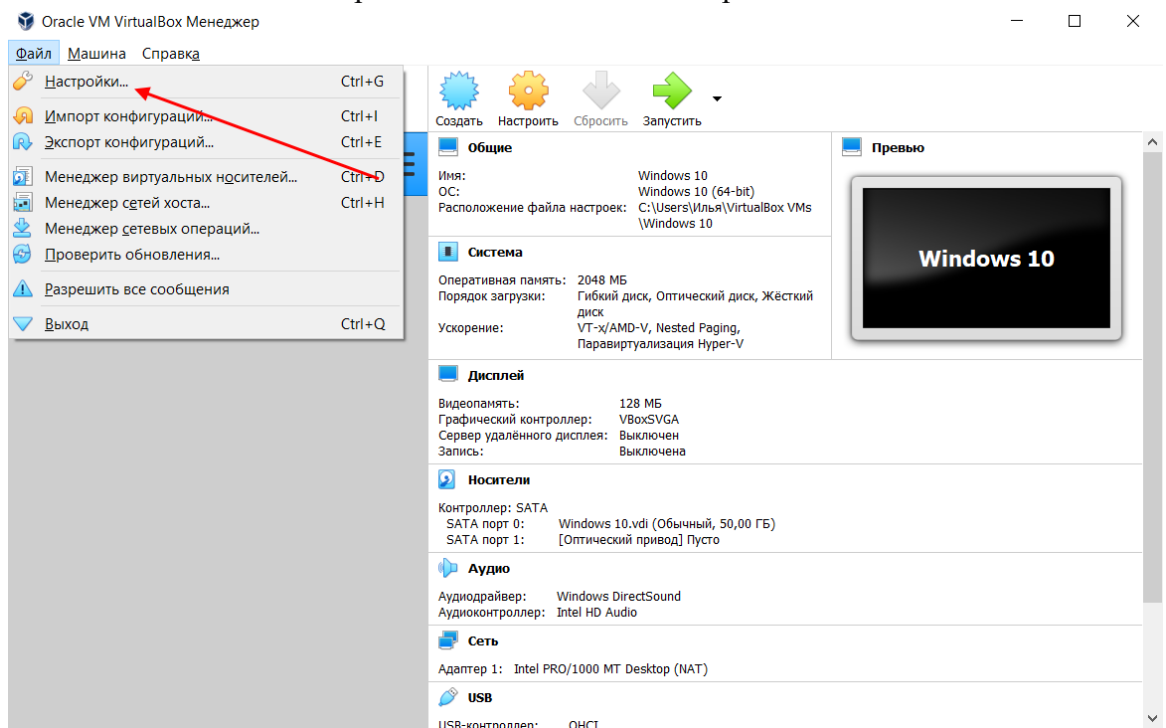 Oracle VM VirtualBox Менеджер
Файл Машина Справка
Настройки... Ctrl+G
Импорт конфигураций... Ctrl+I
Экспорт конфигураций... Ctrl+E
Менеджер виртуальных носителей... Ctrl+D
Менеджер сетей хоста... Ctrl+H
Менеджер сетевых операций...
Проверить обновления...
Разрешить все сообщения
Выход Ctrl+Q
Создать Настроить Сбросить Запустить
Общие
Имя: Windows 10
ОС: Windows 10 (64-bit)
Расположение файла настроек: C:\Users\Илья\VirtualBox VMs
\Windows 10
Превью
Windows 10
Система
Оперативная память: 2048 МБ
Порядок загрузки: Гибкий диск, Оптический диск, Жёсткий
диск
Ускорение: VT-x/AMD-V, Nested Paging,
Паравиртуализация Hyper-V
Дисплей
Видеопамять: 128 МБ
Графический контроллер: VBoxSVGA
Сервер удалённого дисплея: Выключен
Запись: Выключена
Носители
Контроллер: SATA
SATA порт 0: Windows 10.vdi (Обычный, 50,00 ГБ)
SATA порт 1: [Оптический привод] Пусто
Аудио
Аудиодрайвер: Windows DirectSound
Аудиоконтроллер: Intel HD Audio
Сеть
Адаптер 1: Intel PRO/1000 MT Desktop (NAT)
USB
USB-контроллер: OHCI